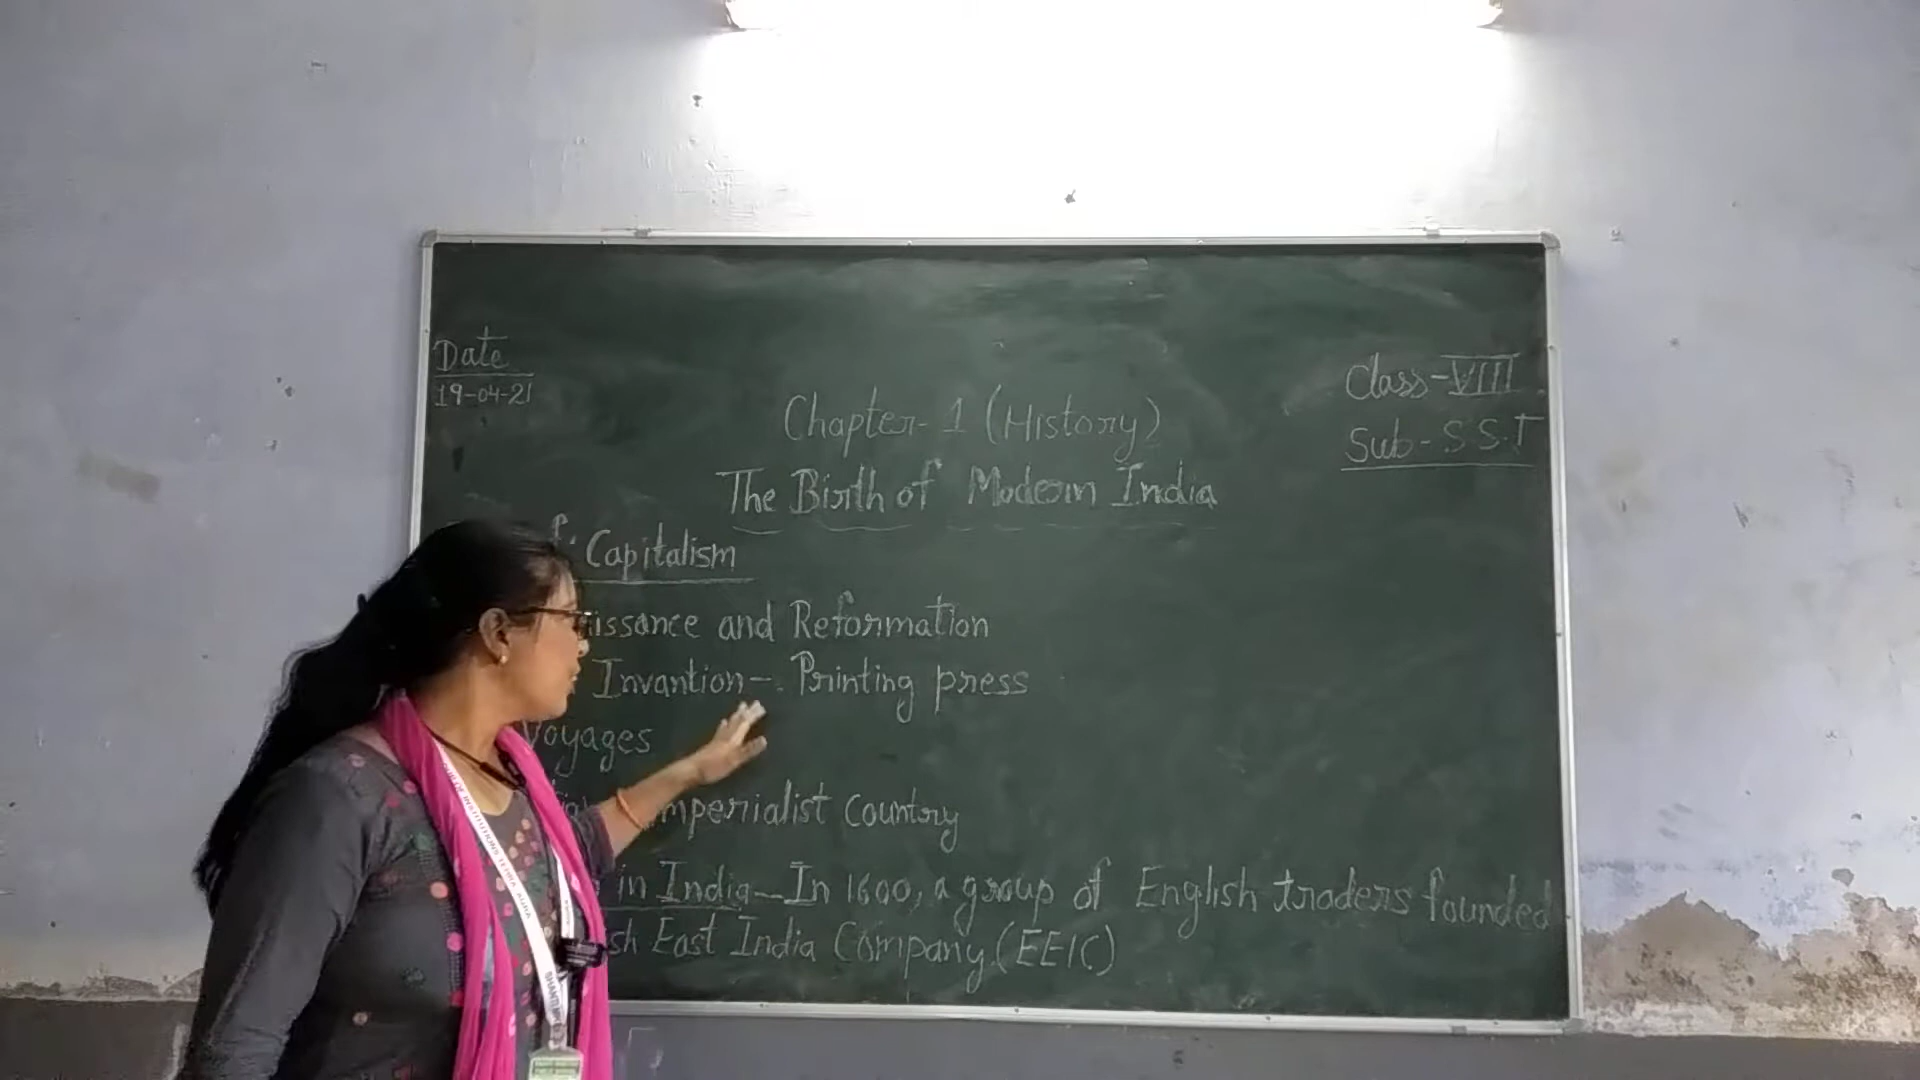 Date
19-04-21
Class-VIII
Sub-S.S.T
Chapter-1 (History)
The Birth of Modern India
f Capitalism
issance and Reformation
Invantion- Printing press
Voyages
mperialist Country
in India-In 1600, a group of English traders founded
sh East India Company.(EEIC)